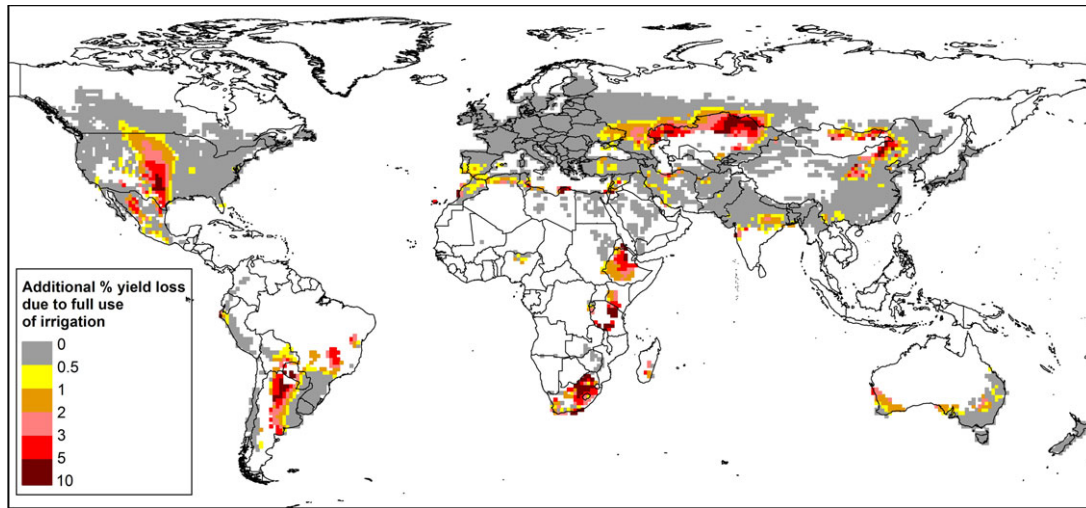 Additional % yield loss
due to full use
of irrigation
0
0.5
1
2
3
5
10